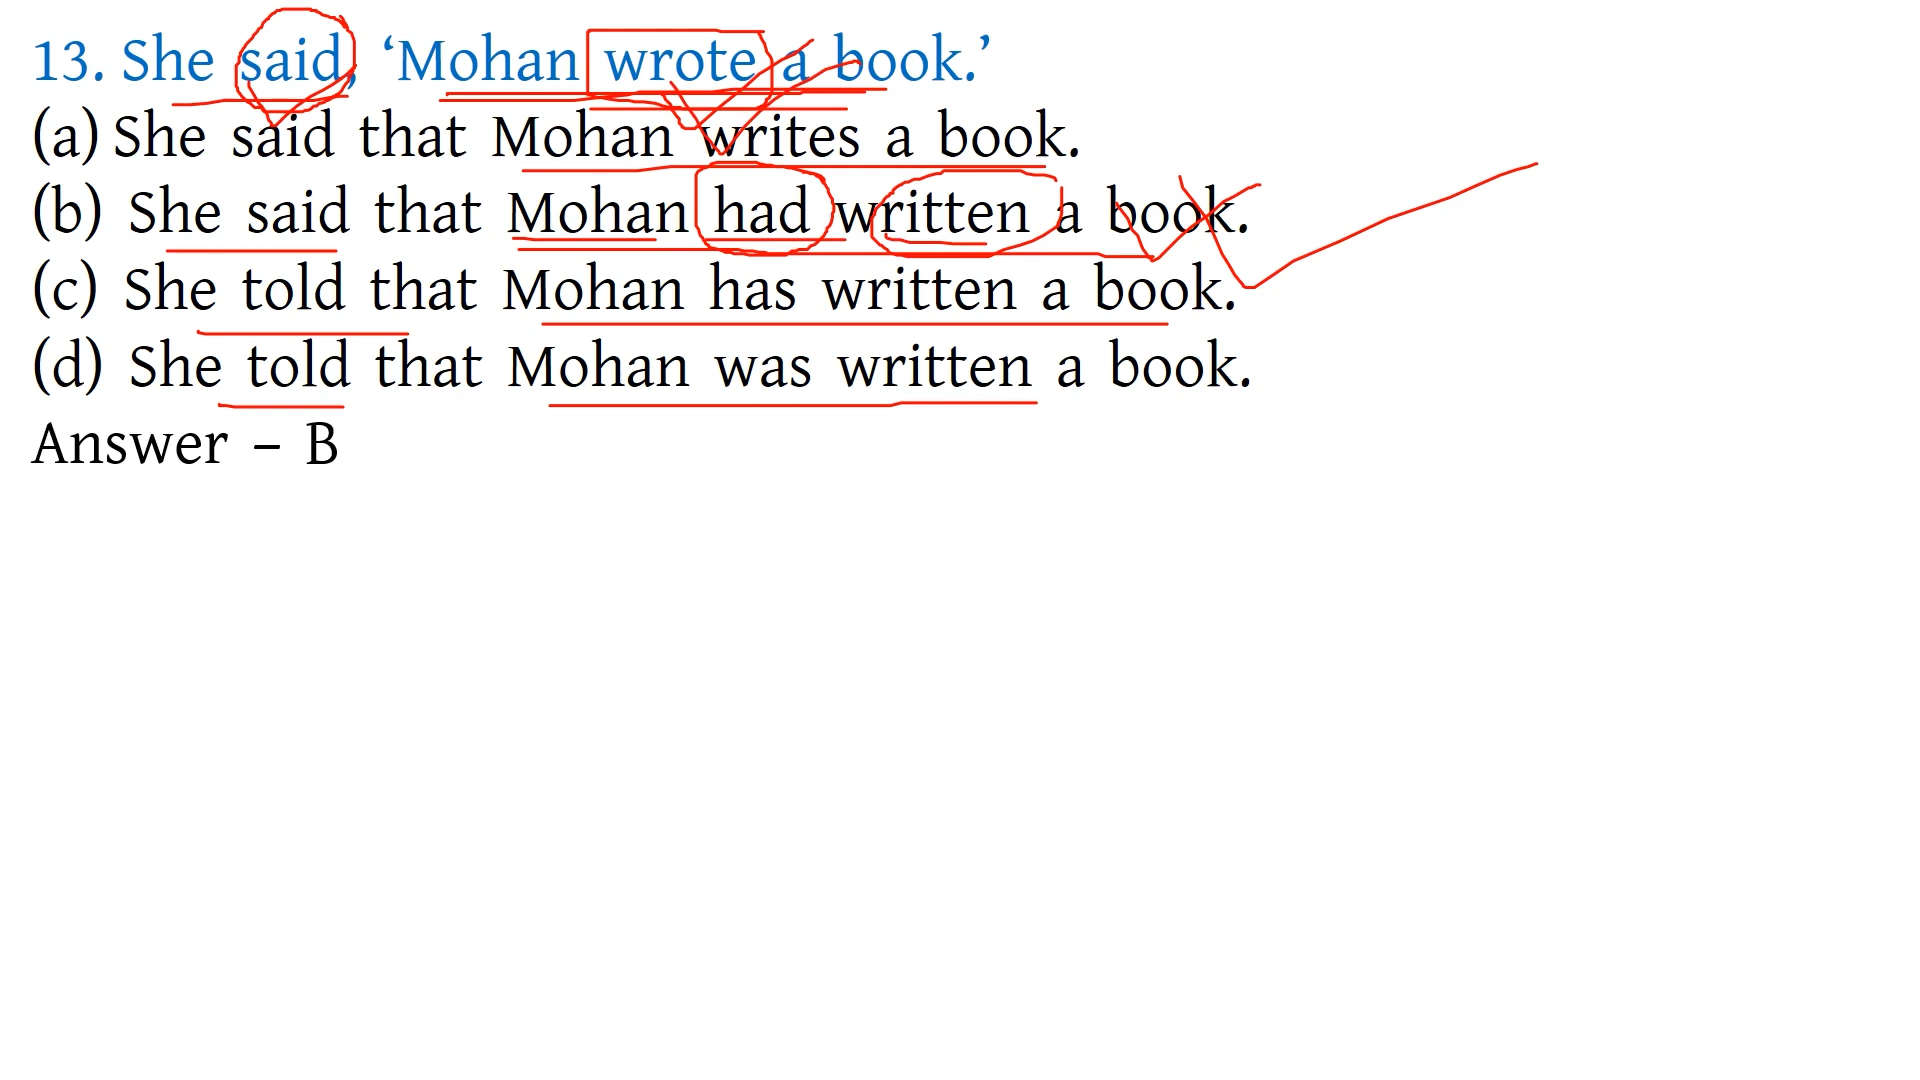 13. She said, ‘Mohan wrote a book.’
(a) She said that Mohan writes a book.
(b) She said that Mohan had written a book.
(c) She told that Mohan has written a book.
(d) She told that Mohan was written a book.
Answer – B